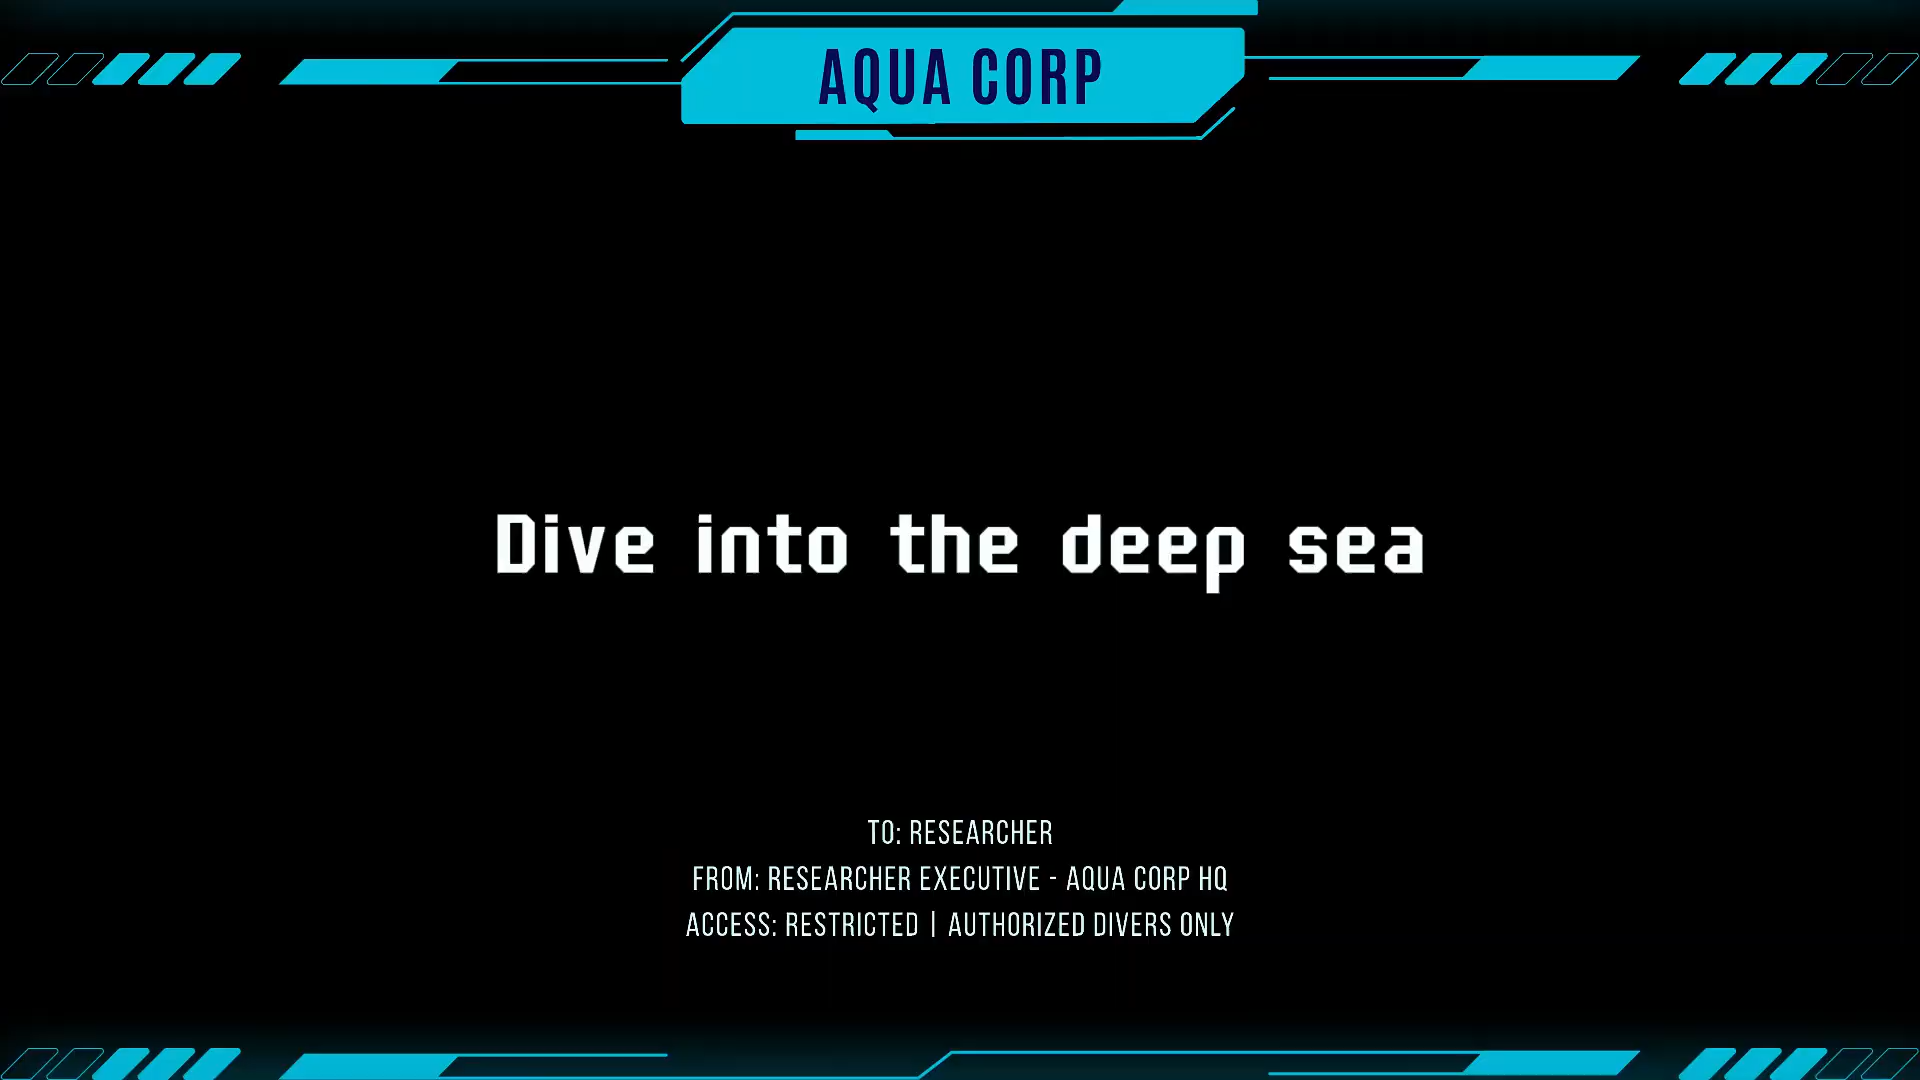 AQUA CORP
Dive into the deep sea
TO: RESEARCHER
FROM: RESEARCHER EXECUTIVE - AQUA CORP HQ
ACCESS: RESTRICTED | AUTHORIZED DIVERS ONLY